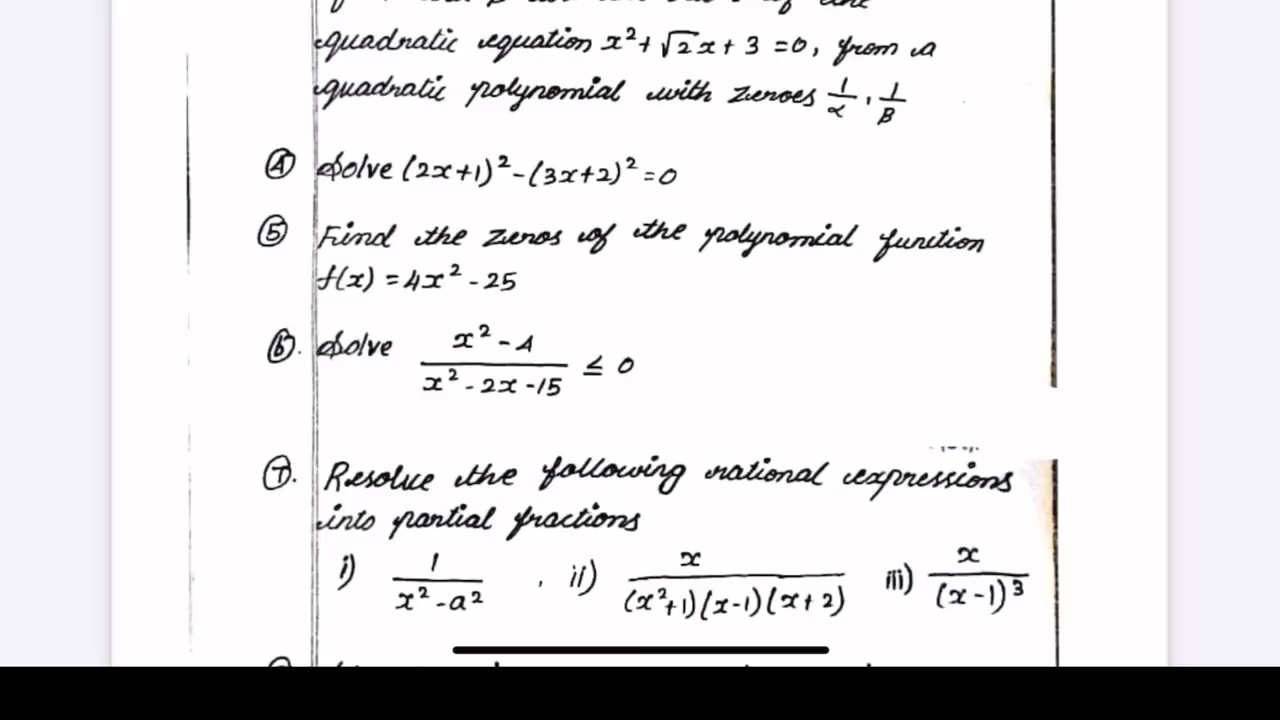 quadratic equation x² + √2x + 3 = 0, from a
quadratic polynomial with zeroes 1/α, 1/β
④ Solve (2x+1)² - (3x+2)² = 0
⑤ Find the zeros of the polynomial function
f(x) = 4x² - 25
⑥. Solve (x² - 4)/(x² - 2x - 15) ≤ 0
⑦. Resolve the following rational expressions
into partial fractions
i) 1/(x² - a²) , ii) x/((x²+1)(x-1)(x+2)) iii) x/(x-1)³